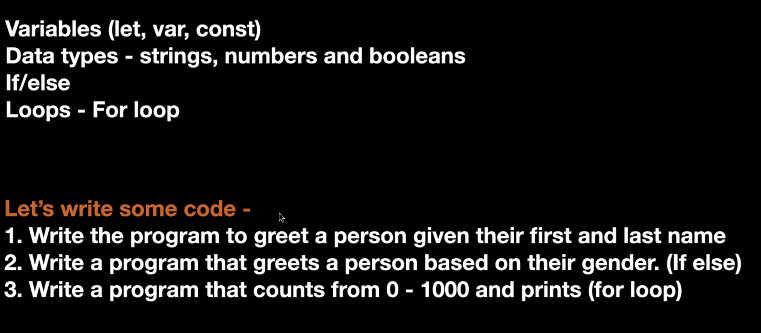 Variables (let, var, const)
Data types - strings, numbers and booleans
If/else
Loops - For loop
Let’s write some code -
1. Write the program to greet a person given their first and last name
2. Write a program that greets a person based on their gender. (If else)
3. Write a program that counts from 0 - 1000 and prints (for loop)